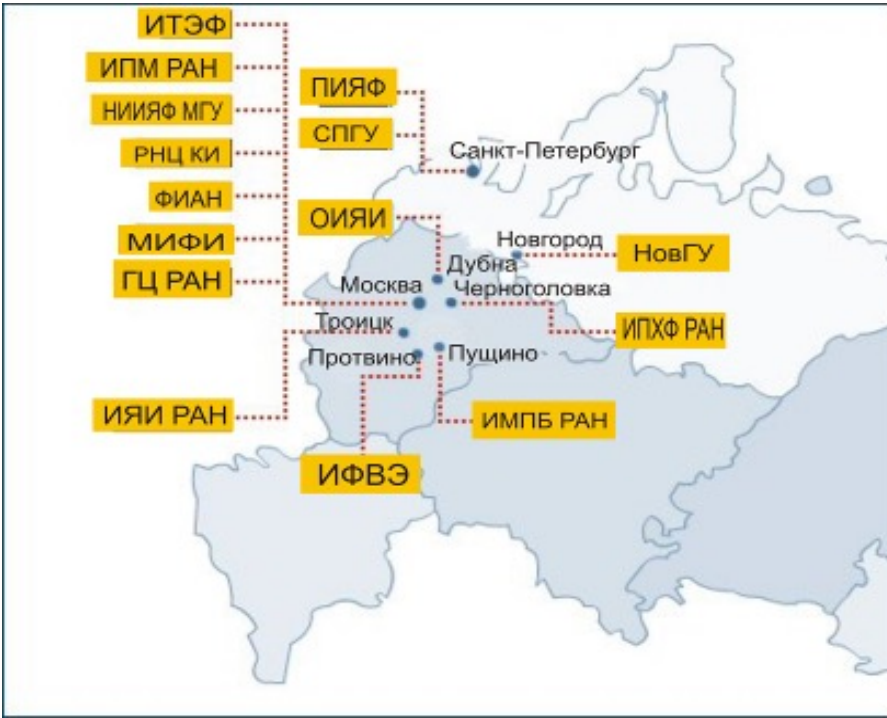 ИТЭФ
ИПМ РАН
НИИЯФ МГУ
РНЦ КИ
ФИАН
МИФИ
ГЦ РАН
ПИЯФ
СПГУ
Санкт-Петербург
ОИЯИ
Новгород
НовГУ
Дубна
Москва
Черноголовка
Троицк
ИПХФ РАН
Протвино
Пущино
ИЯИ РАН
ИМПБ РАН
ИФВЭ